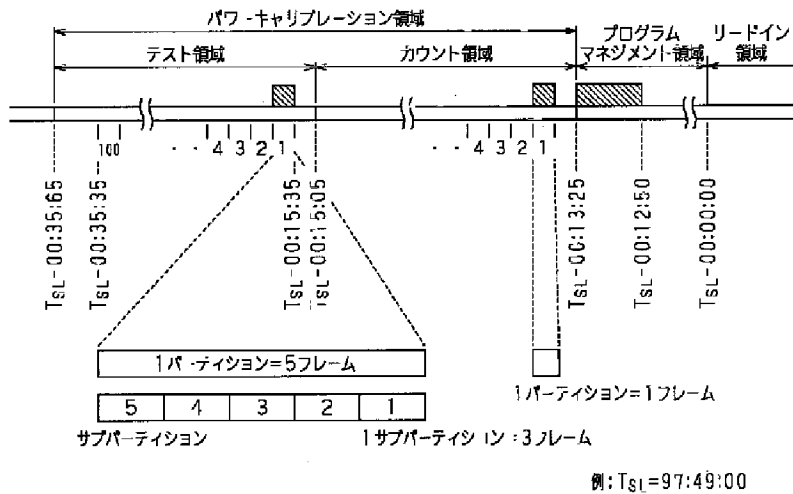 パワ-キャリブレーション領域
テスト領域
カウント領域
プログラム
マネジメント領域
リードイン
領域
100
- - 4 3 2 1
- - 4 3 2 1
TSL-00:35:65
TSL-00:35:35
TSL-00:15:35
TSL-00:15:05
TSL-00:13:25
TSL-00:12:50
TSL-00:00:00
1パ-ティション=5フレーム
5 4 3 2 1
サブパーティション
1サブパーティション=3フレーム
1パーティション=1フレーム
例:TSL=97:49:00